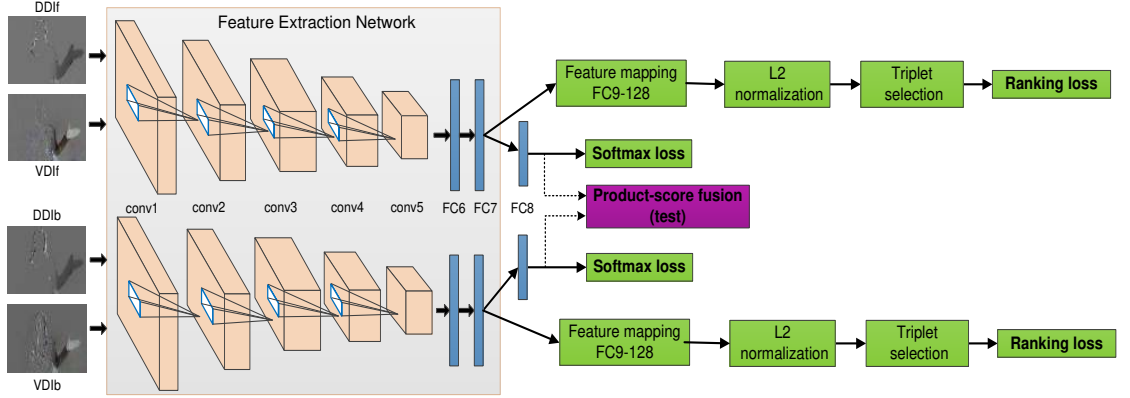 DDIf
Feature Extraction Network
VDIf
Feature mapping
FC9-128
L2
normalization
Triplet
selection
Ranking loss
Softmax loss
Product-score fusion
(test)
conv1
conv2
conv3
conv4
conv5
FC6
FC7
FC8
DDIb
Softmax loss
VDIb
Feature mapping
FC9-128
L2
normalization
Triplet
selection
Ranking loss